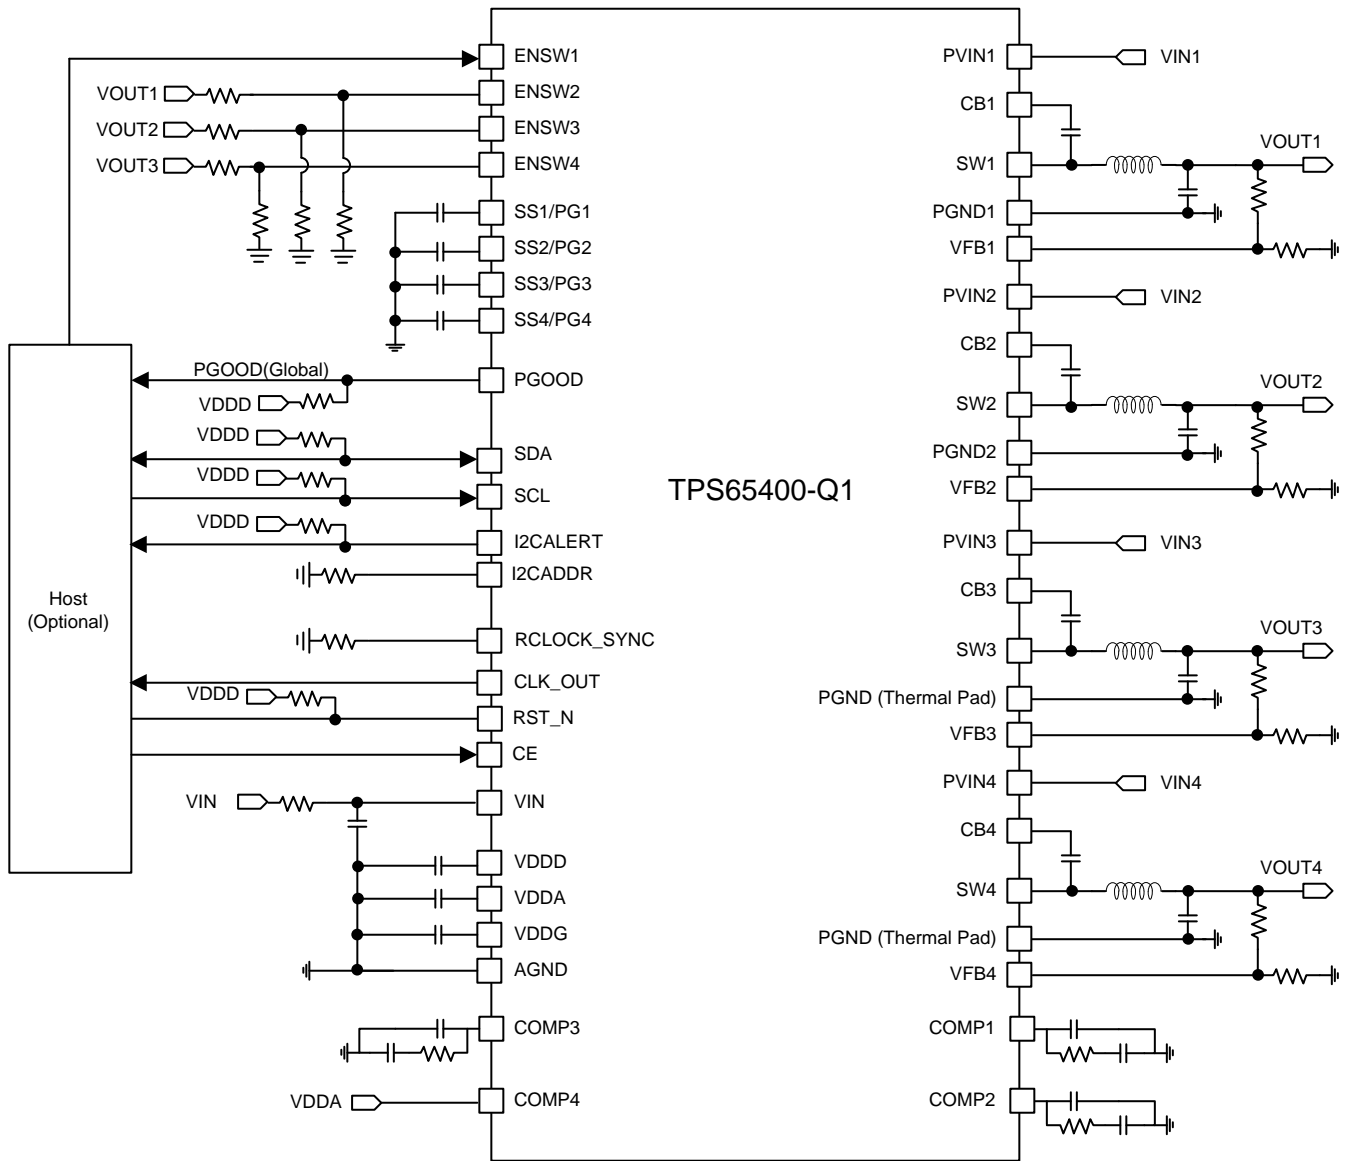 ENSW1
VOUT1
ENSW2
VOUT2
ENSW3
VOUT3
ENSW4
SS1/PG1
SS2/PG2
SS3/PG3
SS4/PG4
PGOOD(Global)
PGOOD
VDDD
VDDD
SDA
VDDD
SCL
VDDD
I2CALERT
I2CADDR
Host
(Optional)
RCLOCK_SYNC
CLK_OUT
VDDD
RST_N
CE
VIN
VIN
VDDD
VDDA
VDDG
AGND
COMP3
VDDA
COMP4
TPS65400-Q1
PVIN1
VIN1
CB1
SW1
VOUT1
PGND1
VFB1
PVIN2
VIN2
CB2
SW2
VOUT2
PGND2
VFB2
PVIN3
VIN3
CB3
SW3
VOUT3
PGND (Thermal Pad)
VFB3
PVIN4
VIN4
CB4
SW4
VOUT4
PGND (Thermal Pad)
VFB4
COMP1
COMP2